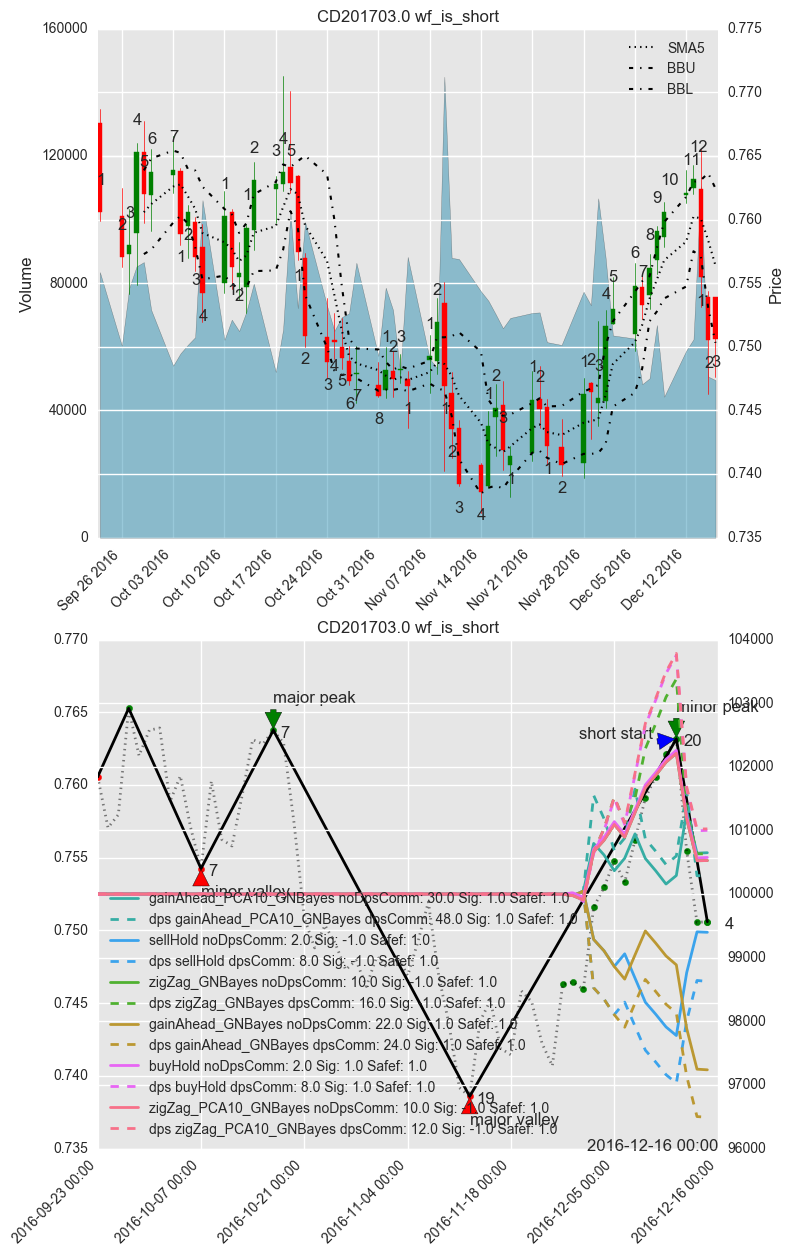 CD201703.0 wf_is_short
160000
120000
80000
40000
0
Volume
0.775
0.770
0.765
0.760
0.755
0.750
0.745
0.740
0.735
Price
SMA5
BBU
BBL
Sep 26 2016
Oct 03 2016
Oct 10 2016
Oct 17 2016
Oct 24 2016
Oct 31 2016
Nov 07 2016
Nov 14 2016
Nov 21 2016
Nov 28 2016
Dec 05 2016
Dec 12 2016
CD201703.0 wf_is_short
0.770
0.765
0.760
0.755
0.750
0.745
0.740
0.735
104000
103000
102000
101000
100000
99000
98000
97000
96000
major peak
7
minor peak
short start
20
7
minor valley
4
19
major valley
gainAhead_PCA10_GNBayes noDpsComm: 30.0 Sig: 1.0 Safef: 1.0
dps gainAhead_PCA10_GNBayes dpsComm: 48.0 Sig: 1.0 Safef: 1.0
sellHold noDpsComm: 2.0 Sig: -1.0 Safef: 1.0
dps sellHold dpsComm: 8.0 Sig: -1.0 Safef: 1.0
zigZag_GNBayes noDpsComm: 10.0 Sig: -1.0 Safef: 1.0
dps zigZag_GNBayes dpsComm: 16.0 Sig: -1.0 Safef: 1.0
gainAhead_GNBayes noDpsComm: 22.0 Sig: 1.0 Safef: 1.0
dps gainAhead_GNBayes dpsComm: 24.0 Sig: 1.0 Safef: 1.0
buyHold noDpsComm: 2.0 Sig: 1.0 Safef: 1.0
dps buyHold dpsComm: 8.0 Sig: 1.0 Safef: 1.0
zigZag_PCA10_GNBayes noDpsComm: 10.0 Sig: -1.0 Safef: 1.0
dps zigZag_PCA10_GNBayes dpsComm: 12.0 Sig: -1.0 Safef: 1.0
2016-12-16 00:00
2016-09-23 00:00
2016-10-07 00:00
2016-10-21 00:00
2016-11-04 00:00
2016-11-18 00:00
2016-12-05 00:00
2016-12-16 00:00